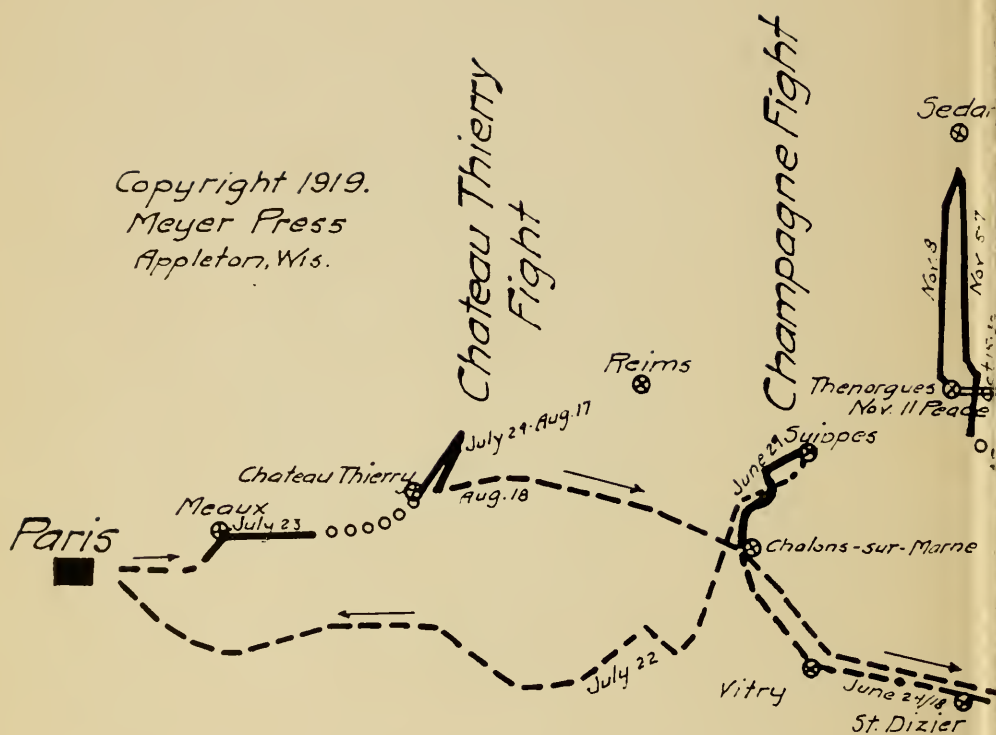 Copyright 1919.
Meyer Press
Appleton, Wis.
Chateau Thierry
Fight
Champagne Fight
Sedan
Nov. 9
Nov 5-7
Reims
Thenorgues
Nov. 11 Peace
July 29-Aug. 17
Suippes
June 29
Chateau Thierry
Aug. 18
Meaux
July 23
Paris
Chalons-sur-Marne
July 22
Vitry
June 24/18
St. Dizier